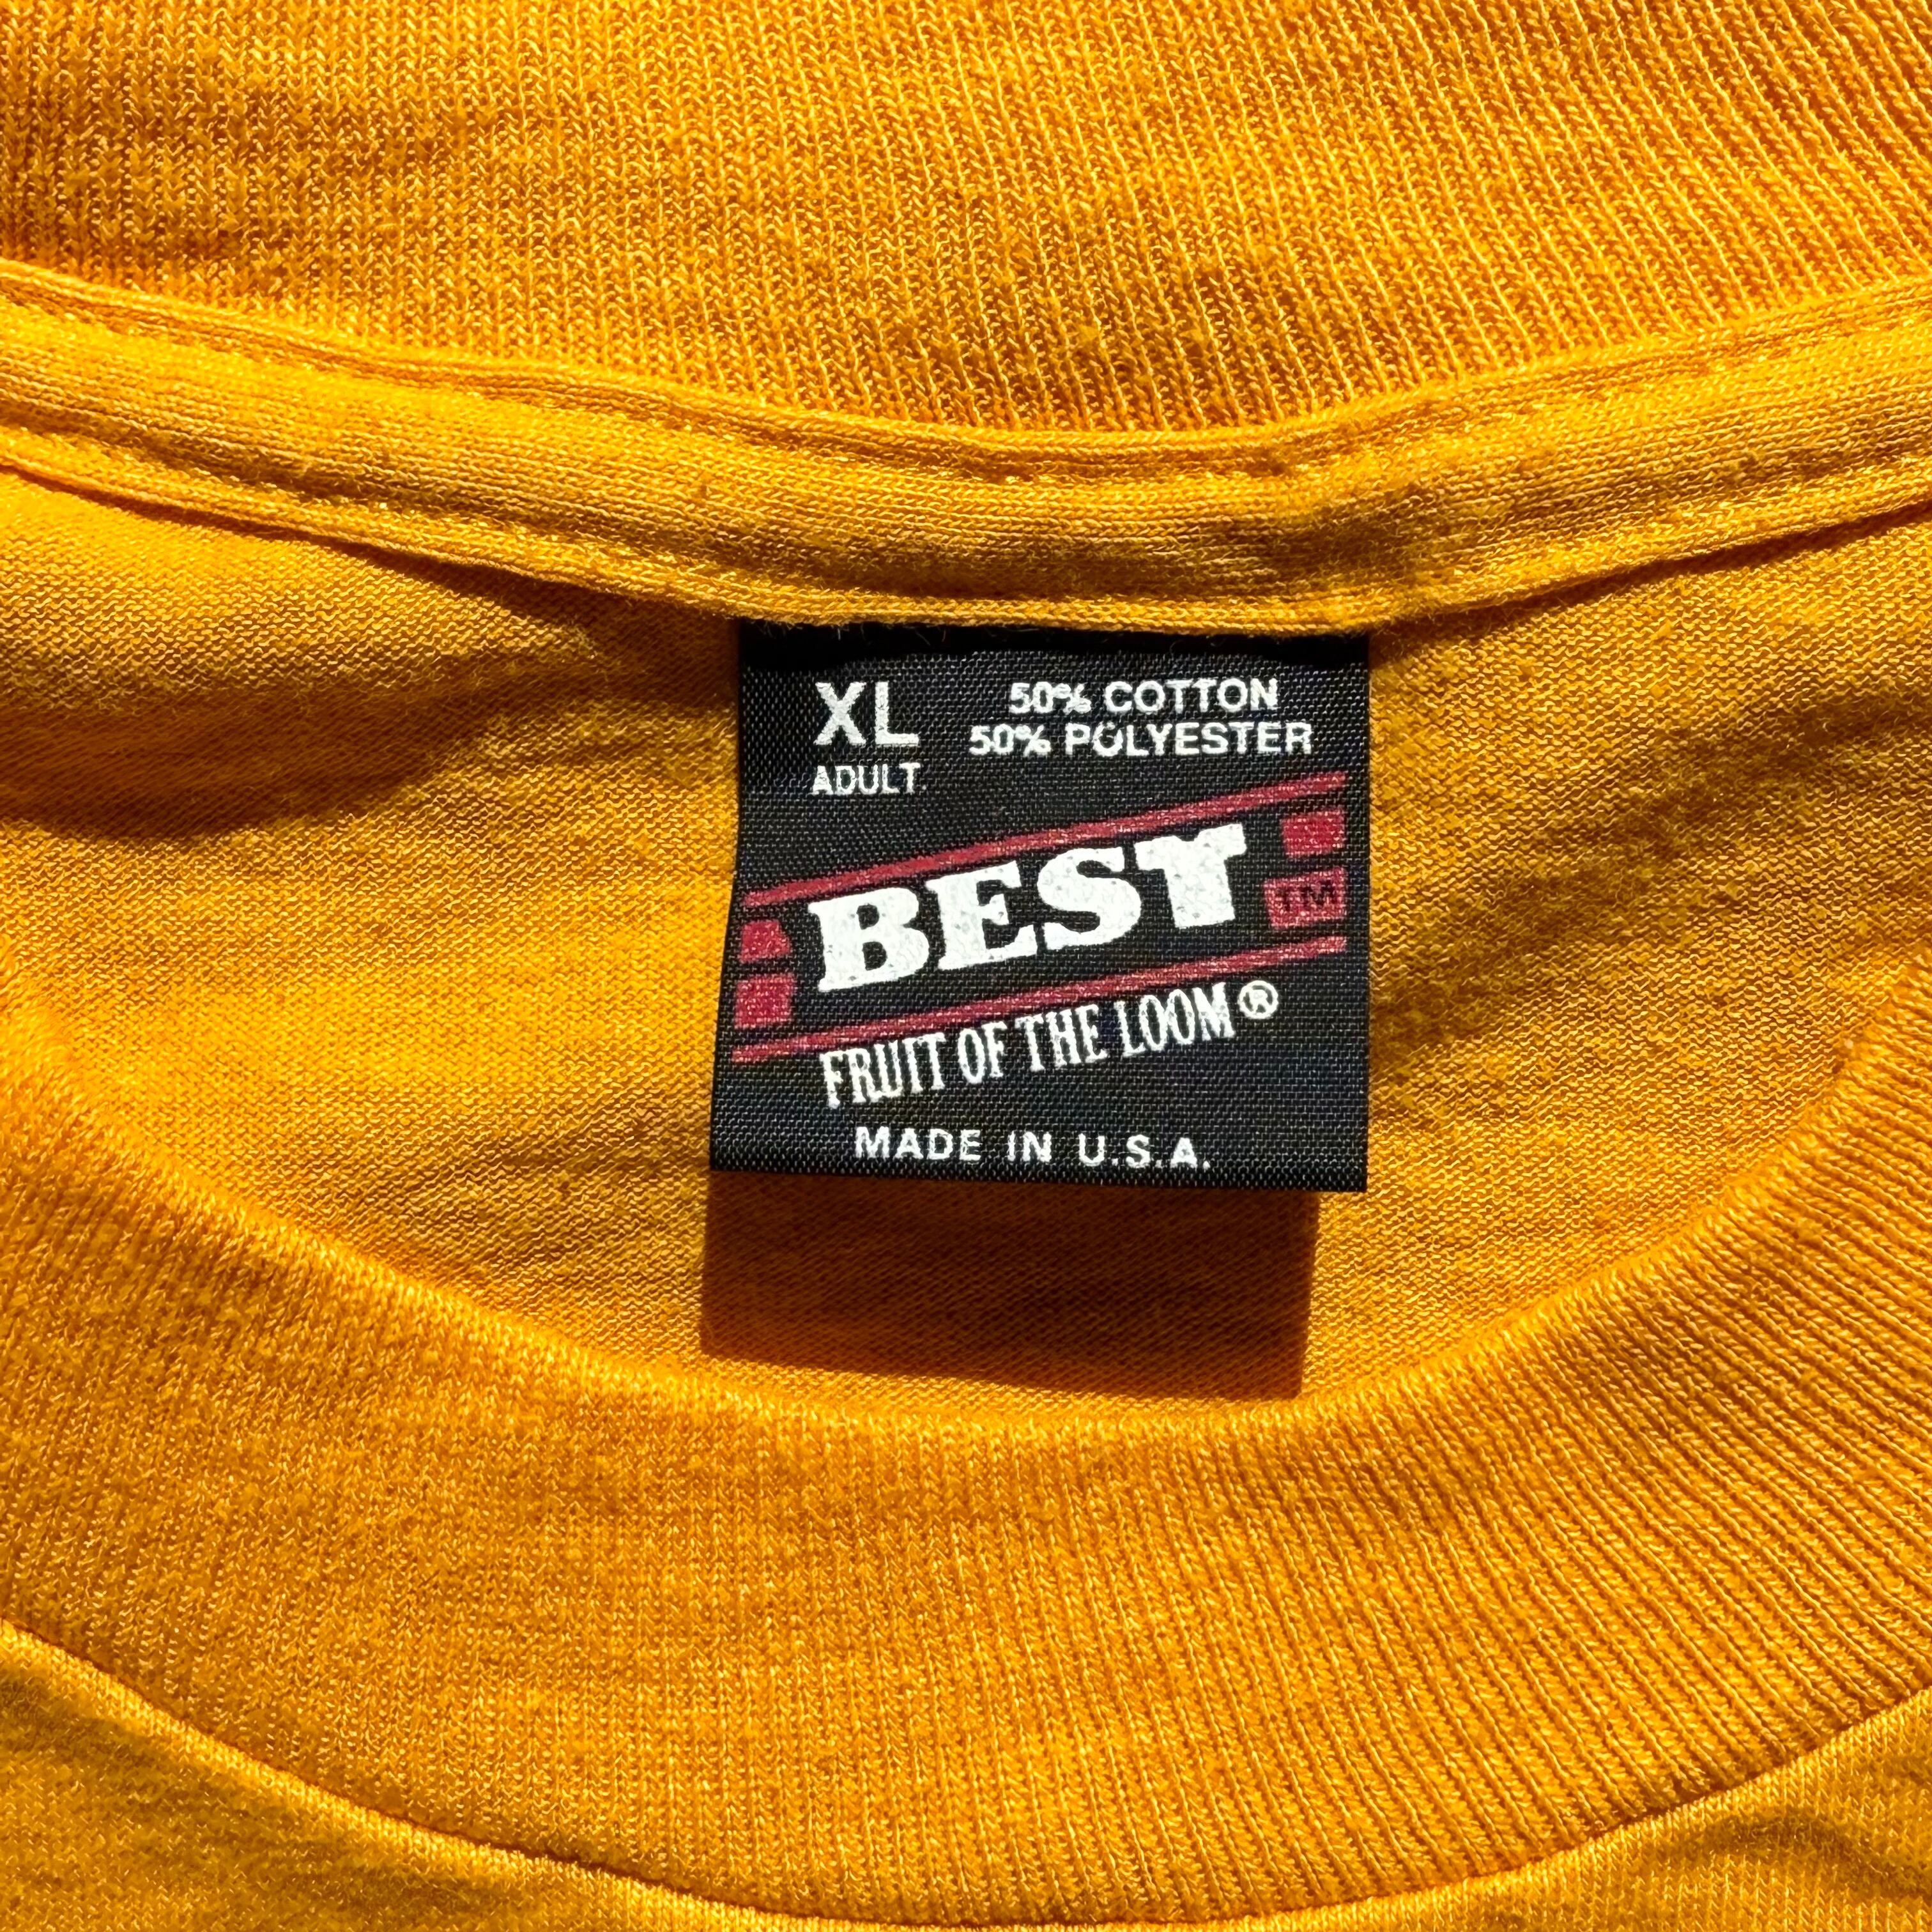 XL 50% COTTON
ADULT 50% POLYESTER
BEST TM
FRUIT OF THE LOOM®
MADE IN U.S.A.